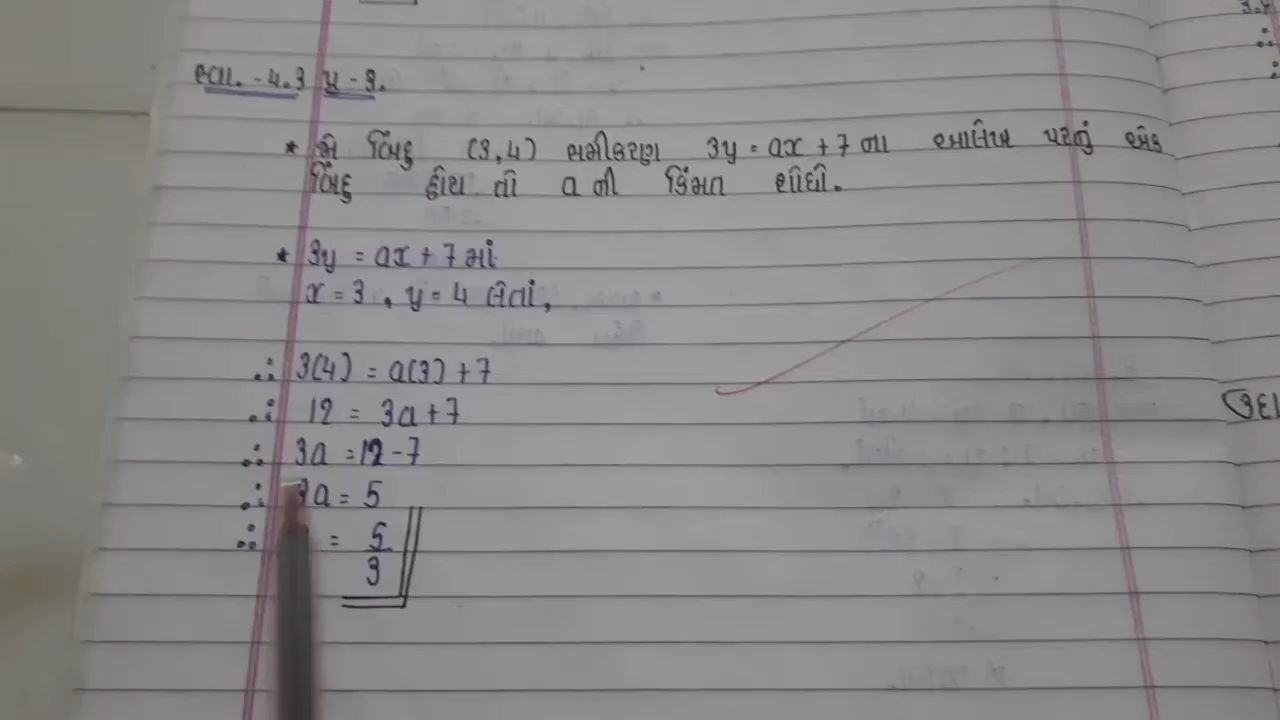 સ્વા.-4.3 પ્ર-3.
* જો બિંદુ (3,4) સમીકરણ 3y = ax + 7 ના આલેખ પરનું એક
બિંદુ હોય તો a ની કિંમત શોધો.
* 3y = ax + 7 માં
x = 3, y = 4 લેતાં,
∴ 3(4) = a(3) + 7
∴ 12 = 3a + 7
∴ 3a = 12 - 7
∴ 3a = 5
∴ = 5/3